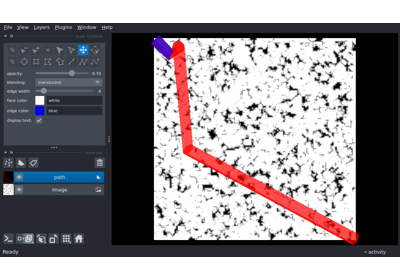 File View Layers Plugins Window Help
opacity: 0.70
blending: translucent
edge width:
face color: white
edge color: blue
display text:
path
Image
Ready
activity